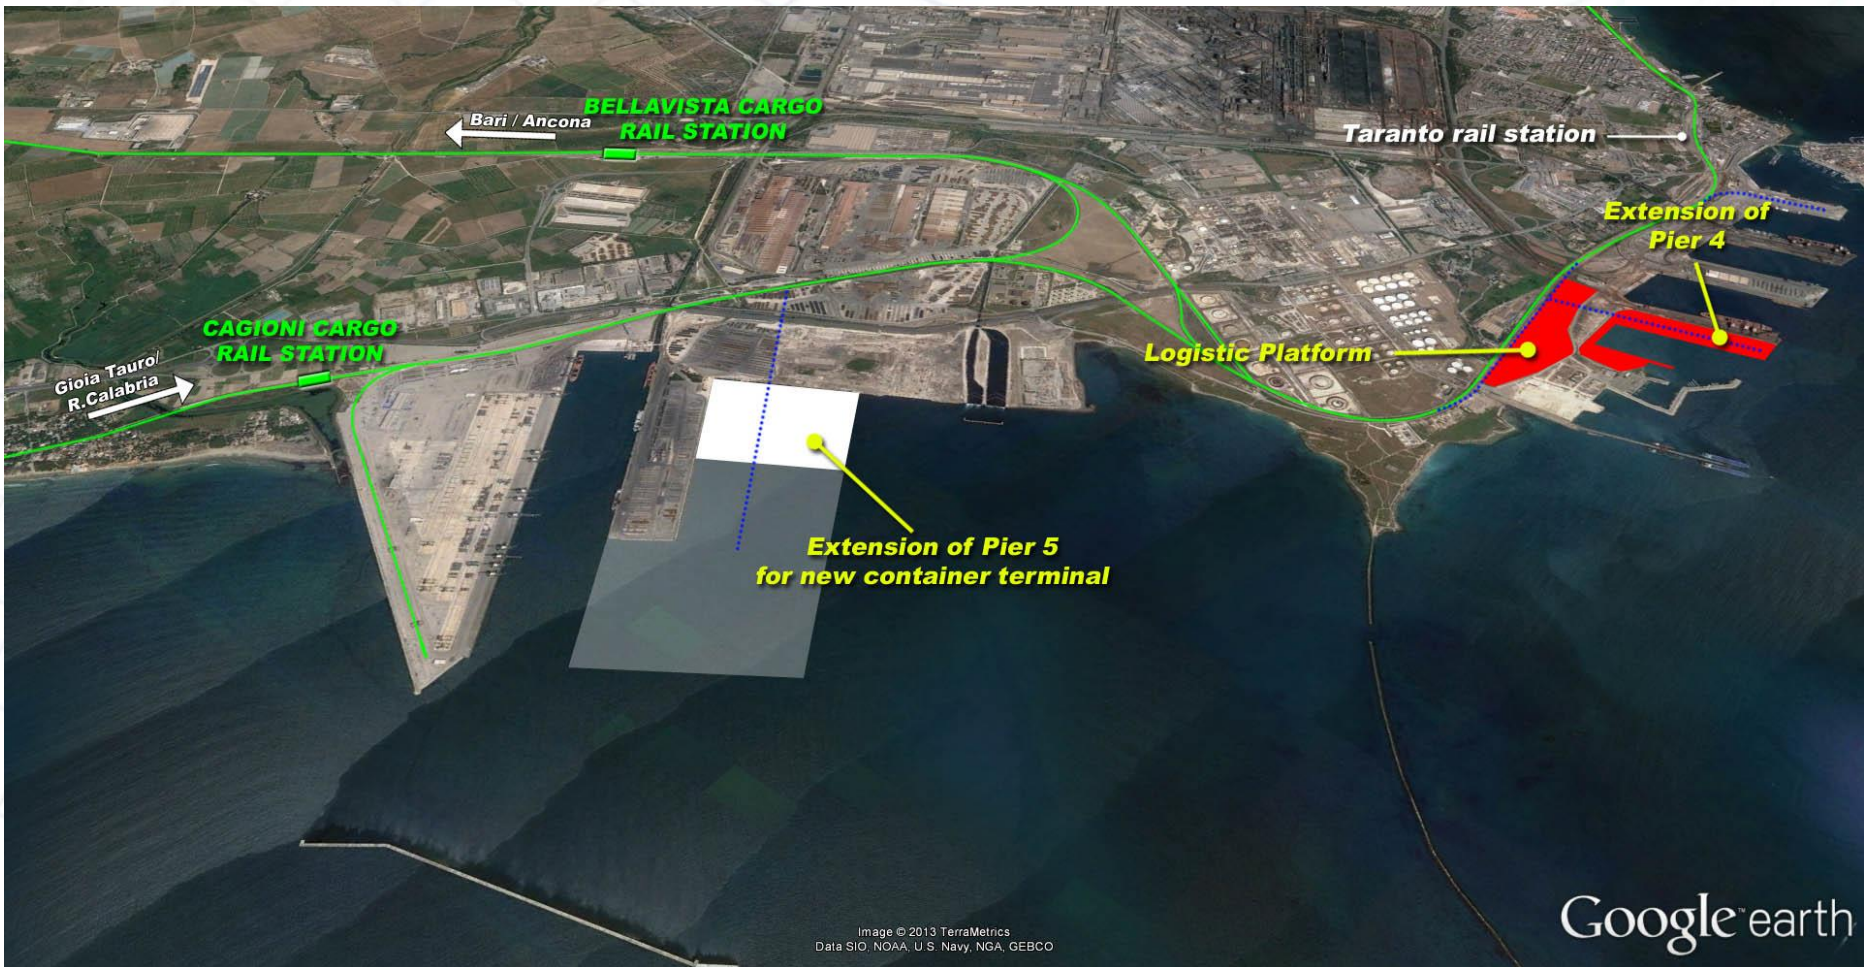 BELLAVISTA CARGO
RAIL STATION
Bari / Ancona
Taranto rail station
Extension of
Pier 4
CAGIONI CARGO
RAIL STATION
Gioia Tauro/
R.Calabria
Logistic Platform
Extension of Pier 5
for new container terminal
Image © 2013 TerraMetrics
Data SIO, NOAA, U.S. Navy, NGA, GEBCO
Google™ earth